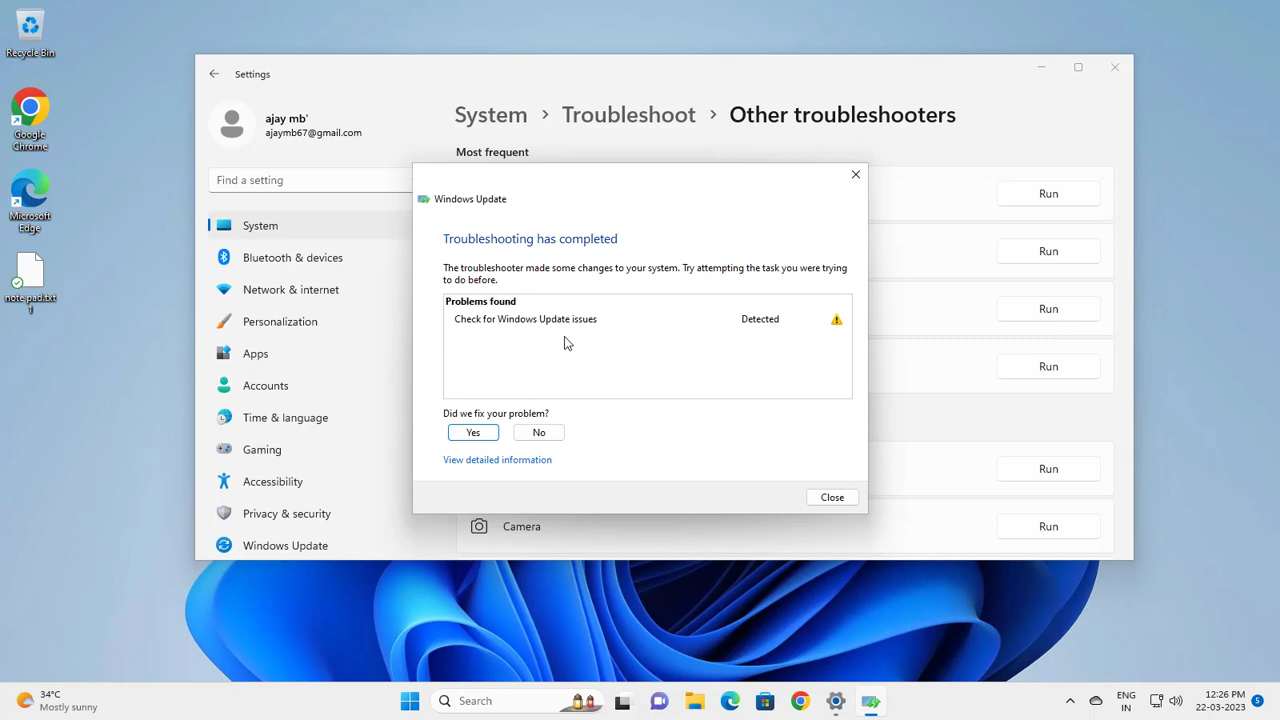 Recycle Bin
Google
Chrome
Microsoft
Edge
note pad.txt
1
Settings
ajay mb'
ajaymb67@gmail.com
Find a setting
System
Bluetooth & devices
Network & internet
Personalization
Apps
Accounts
Time & language
Gaming
Accessibility
Privacy & security
Windows Update
System > Troubleshoot > Other troubleshooters
Most frequent
Run
Run
Run
Run
Run
Camera
Run
Windows Update
Troubleshooting has completed
The troubleshooter made some changes to your system. Try attempting the task you were trying
to do before.
Problems found
Check for Windows Update issues Detected
Did we fix your problem?
Yes No
View detailed information
Close
34°C
Mostly sunny
Search
ENG
IN
12:26 PM
22-03-2023
5